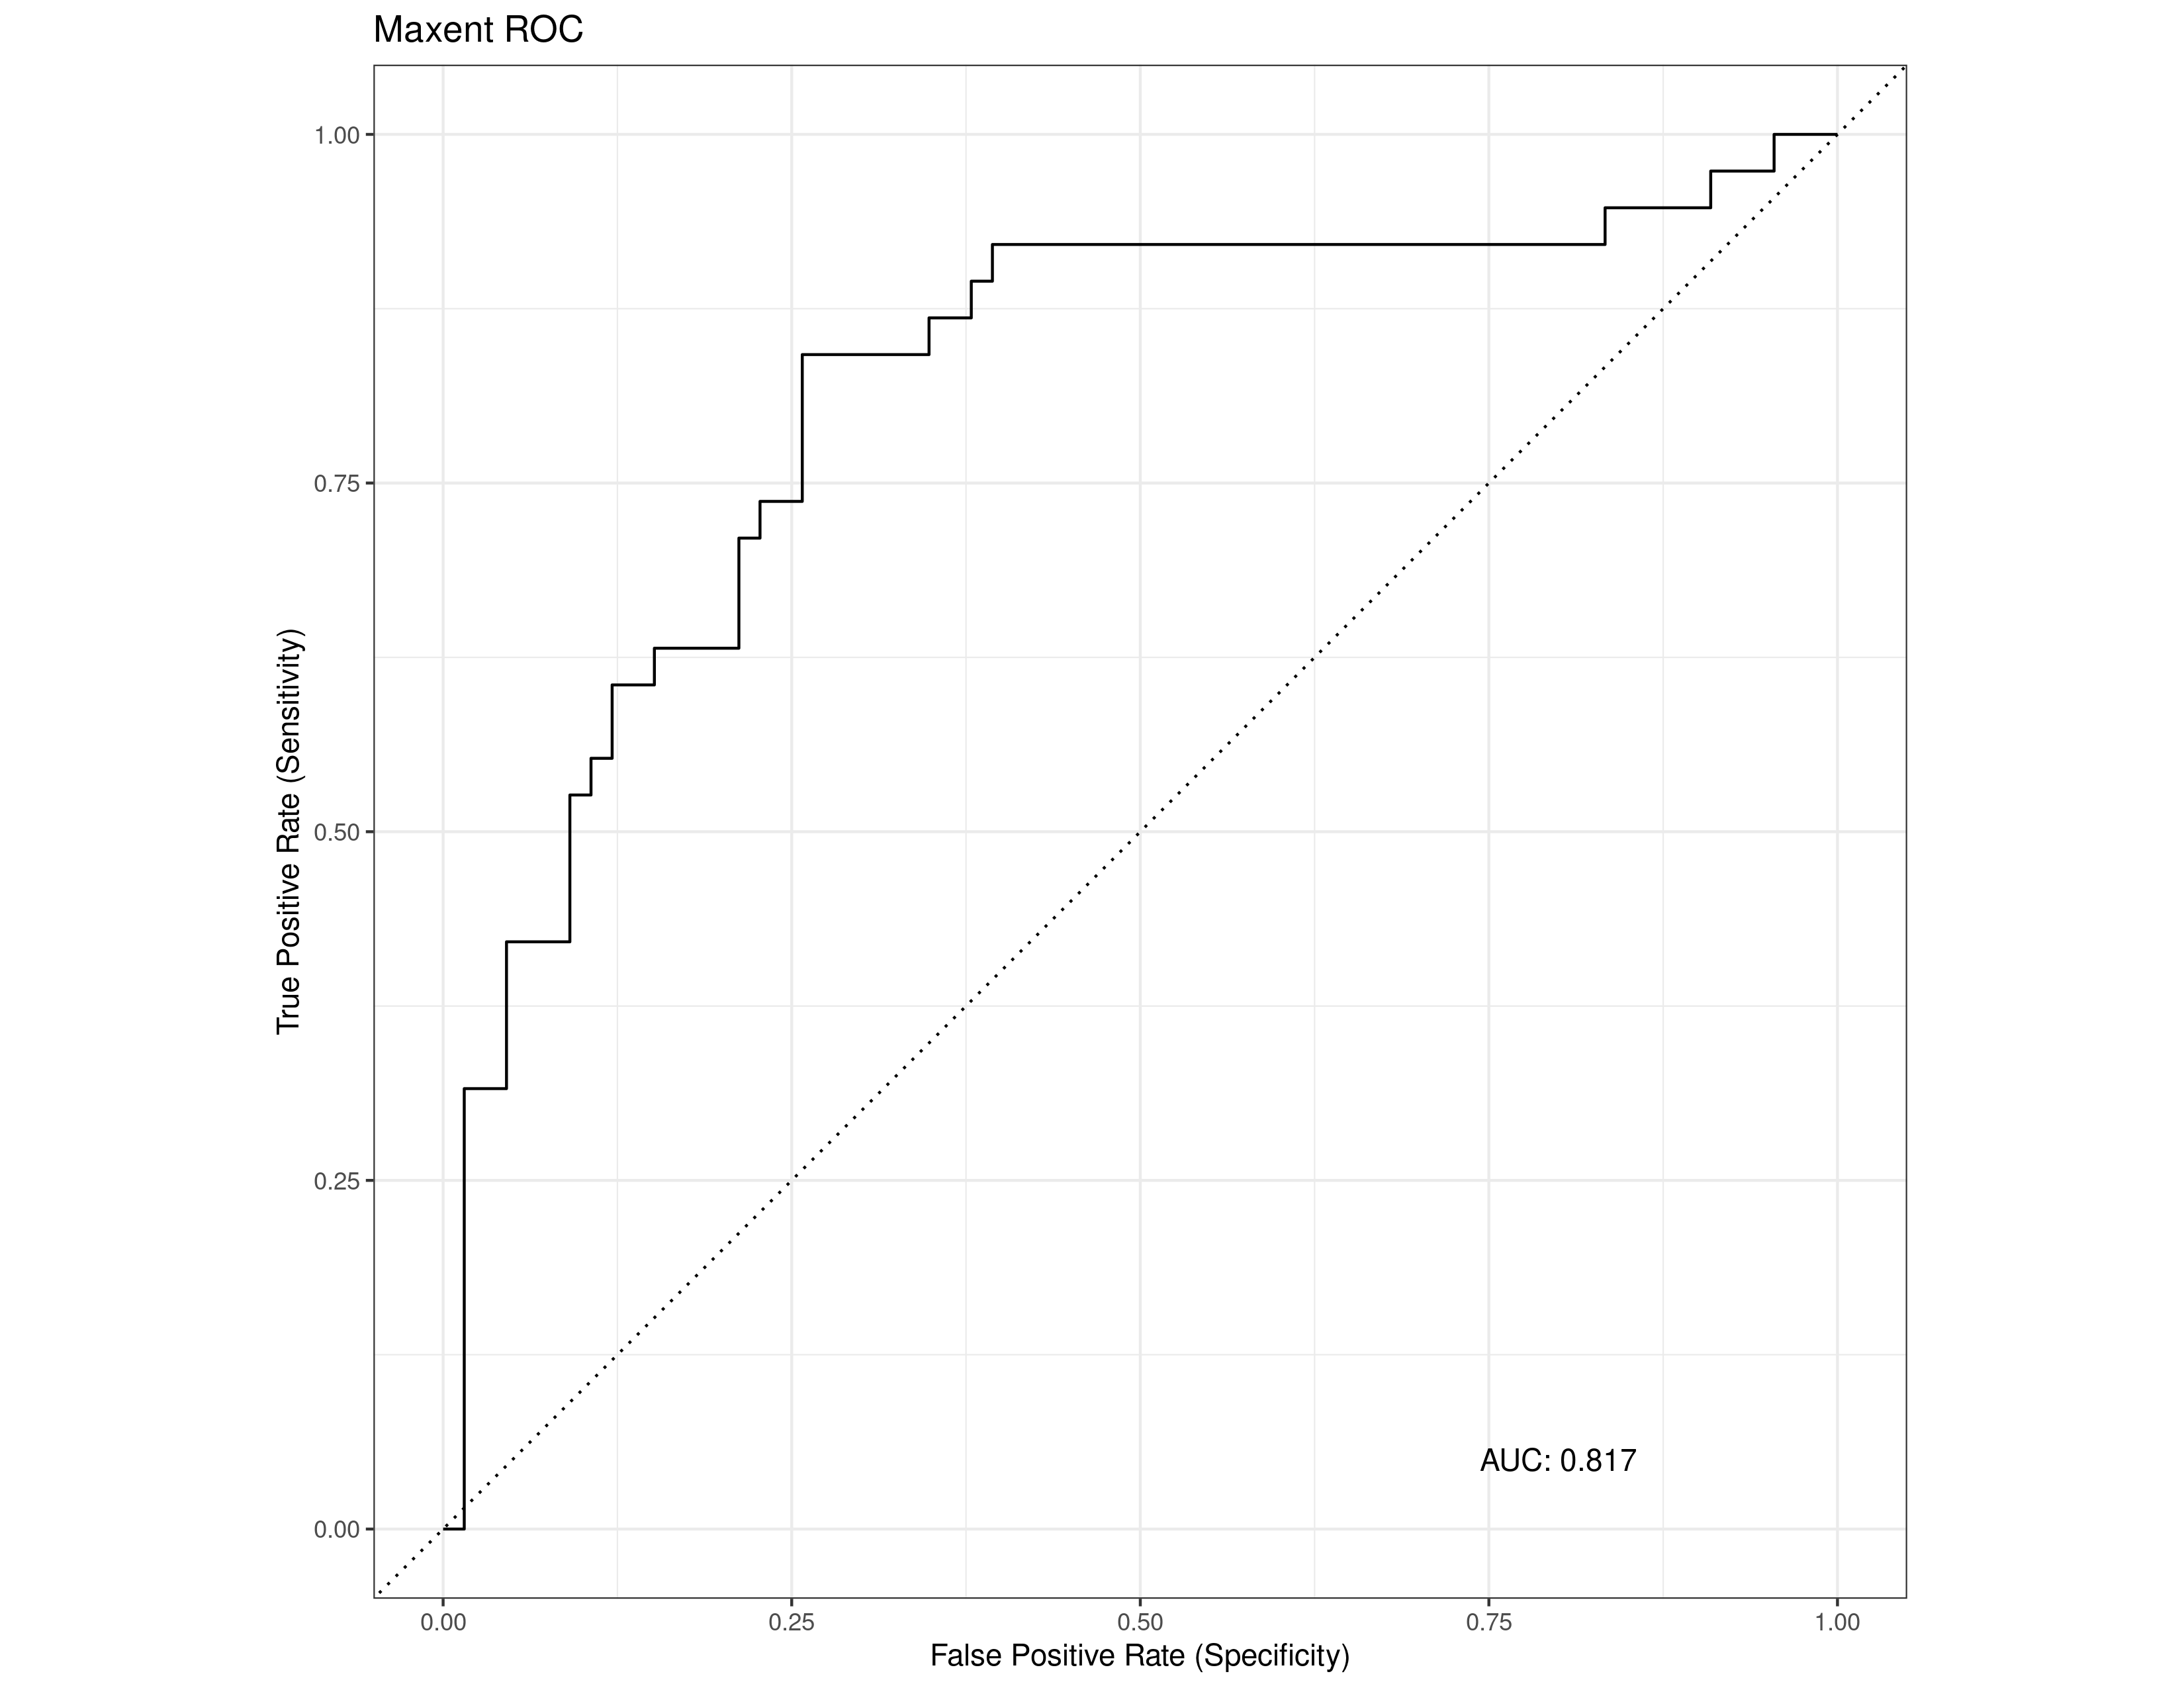 Maxent ROC
1.00
0.75
0.50
0.25
0.00
True Positive Rate (Sensitivity)
AUC: 0.817
0.00 0.25 0.50 0.75 1.00
False Positive Rate (Specificity)